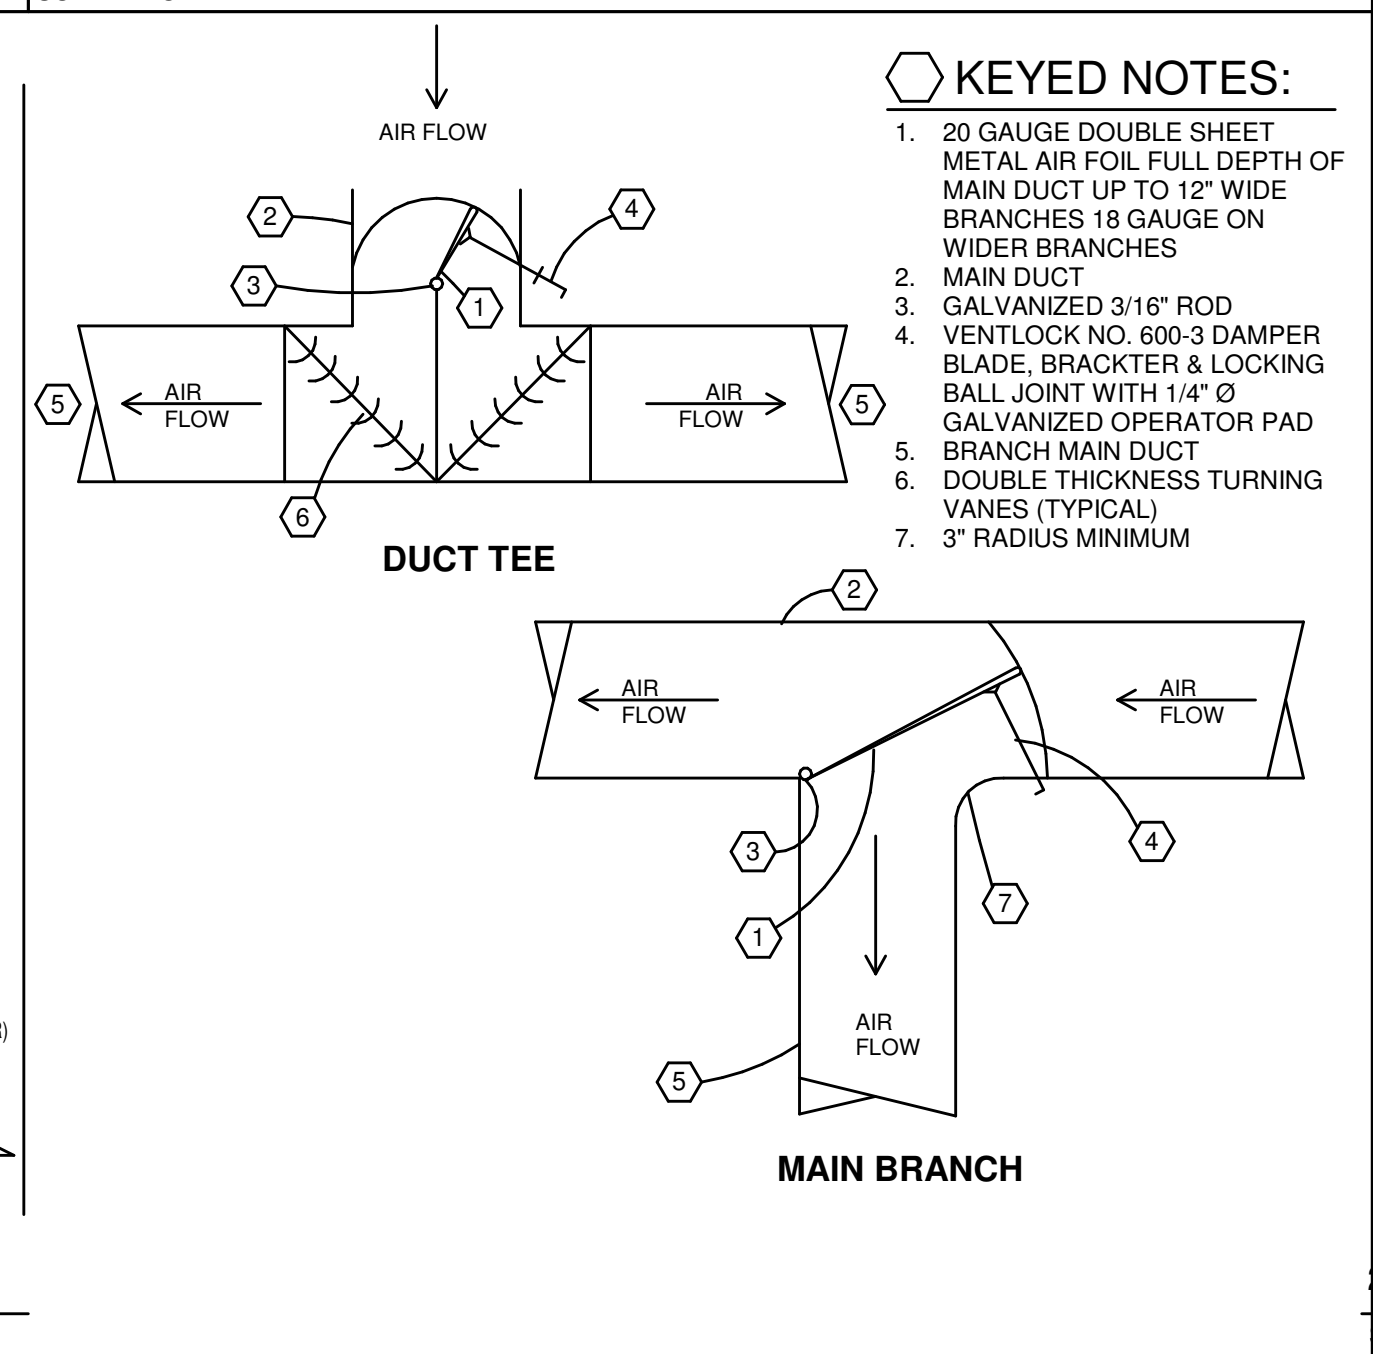 AIR FLOW
2
4
3
1
5
AIR
FLOW
AIR
FLOW
5
6
DUCT TEE
KEYED NOTES:
1. 20 GAUGE DOUBLE SHEET
METAL AIR FOIL FULL DEPTH OF
MAIN DUCT UP TO 12" WIDE
BRANCHES 18 GAUGE ON
WIDER BRANCHES
2. MAIN DUCT
3. GALVANIZED 3/16" ROD
4. VENTLOCK NO. 600-3 DAMPER
BLADE, BRACKTER & LOCKING
BALL JOINT WITH 1/4" Ø
GALVANIZED OPERATOR PAD
5. BRANCH MAIN DUCT
6. DOUBLE THICKNESS TURNING
VANES (TYPICAL)
7. 3" RADIUS MINIMUM
2
AIR
FLOW
AIR
FLOW
3
4
7
1
AIR
FLOW
5
MAIN BRANCH